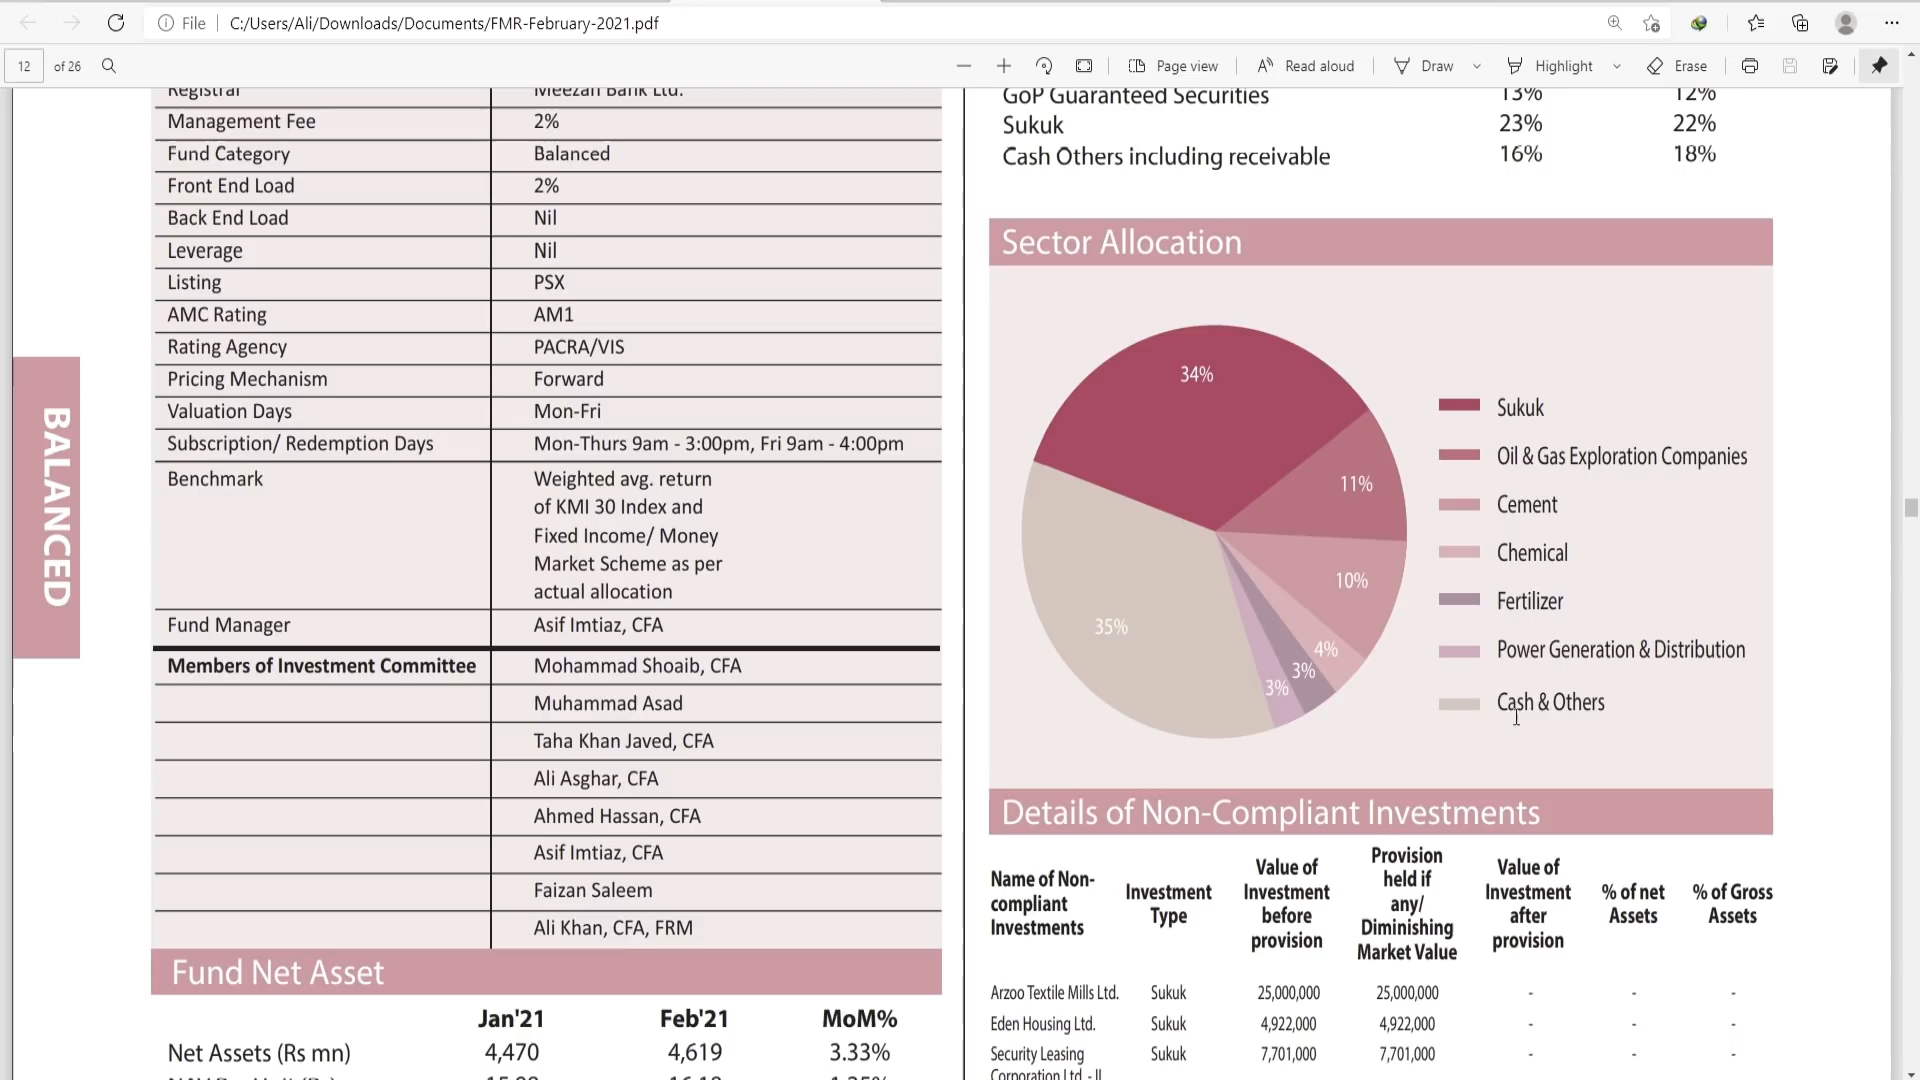 File
C:/Users/Ali/Downloads/Documents/FMR-February-2021.pdf
12 of 26
Page view
Read aloud
Draw
Highlight
Erase
BALANCED
Registrar Meezan Bank Ltd.
Management Fee 2%
Fund Category Balanced
Front End Load 2%
Back End Load Nil
Leverage Nil
Listing PSX
AMC Rating AM1
Rating Agency PACRA/VIS
Pricing Mechanism Forward
Valuation Days Mon-Fri
Subscription/ Redemption Days Mon-Thurs 9am - 3:00pm, Fri 9am - 4:00pm
Benchmark Weighted avg. return
of KMI 30 Index and
Fixed Income/ Money
Market Scheme as per
actual allocation
Fund Manager Asif Imtiaz, CFA
Members of Investment Committee Mohammad Shoaib, CFA
Muhammad Asad
Taha Khan Javed, CFA
Ali Asghar, CFA
Ahmed Hassan, CFA
Asif Imtiaz, CFA
Faizan Saleem
Ali Khan, CFA, FRM
Fund Net Asset
Jan'21 Feb'21 MoM%
Net Assets (Rs mn) 4,470 4,619 3.33%
GoP Guaranteed Securities 13% 12%
Sukuk 23% 22%
Cash Others including receivable 16% 18%
Sector Allocation
34%
11%
10%
4%
3%
3%
35%
Sukuk
Oil & Gas Exploration Companies
Cement
Chemical
Fertilizer
Power Generation & Distribution
Cash & Others
Details of Non-Compliant Investments
Name of Non-
compliant
Investments
Investment
Type
Value of
Investment
before
provision
Provision
held if
any/
Diminishing
Market Value
Value of
Investment
after
provision
% of net
Assets
% of Gross
Assets
Arzoo Textile Mills Ltd. Sukuk 25,000,000 25,000,000 - - -
Eden Housing Ltd. Sukuk 4,922,000 4,922,000 - - -
Security Leasing Sukuk 7,701,000 7,701,000 - - -
Corporation Ltd. - II